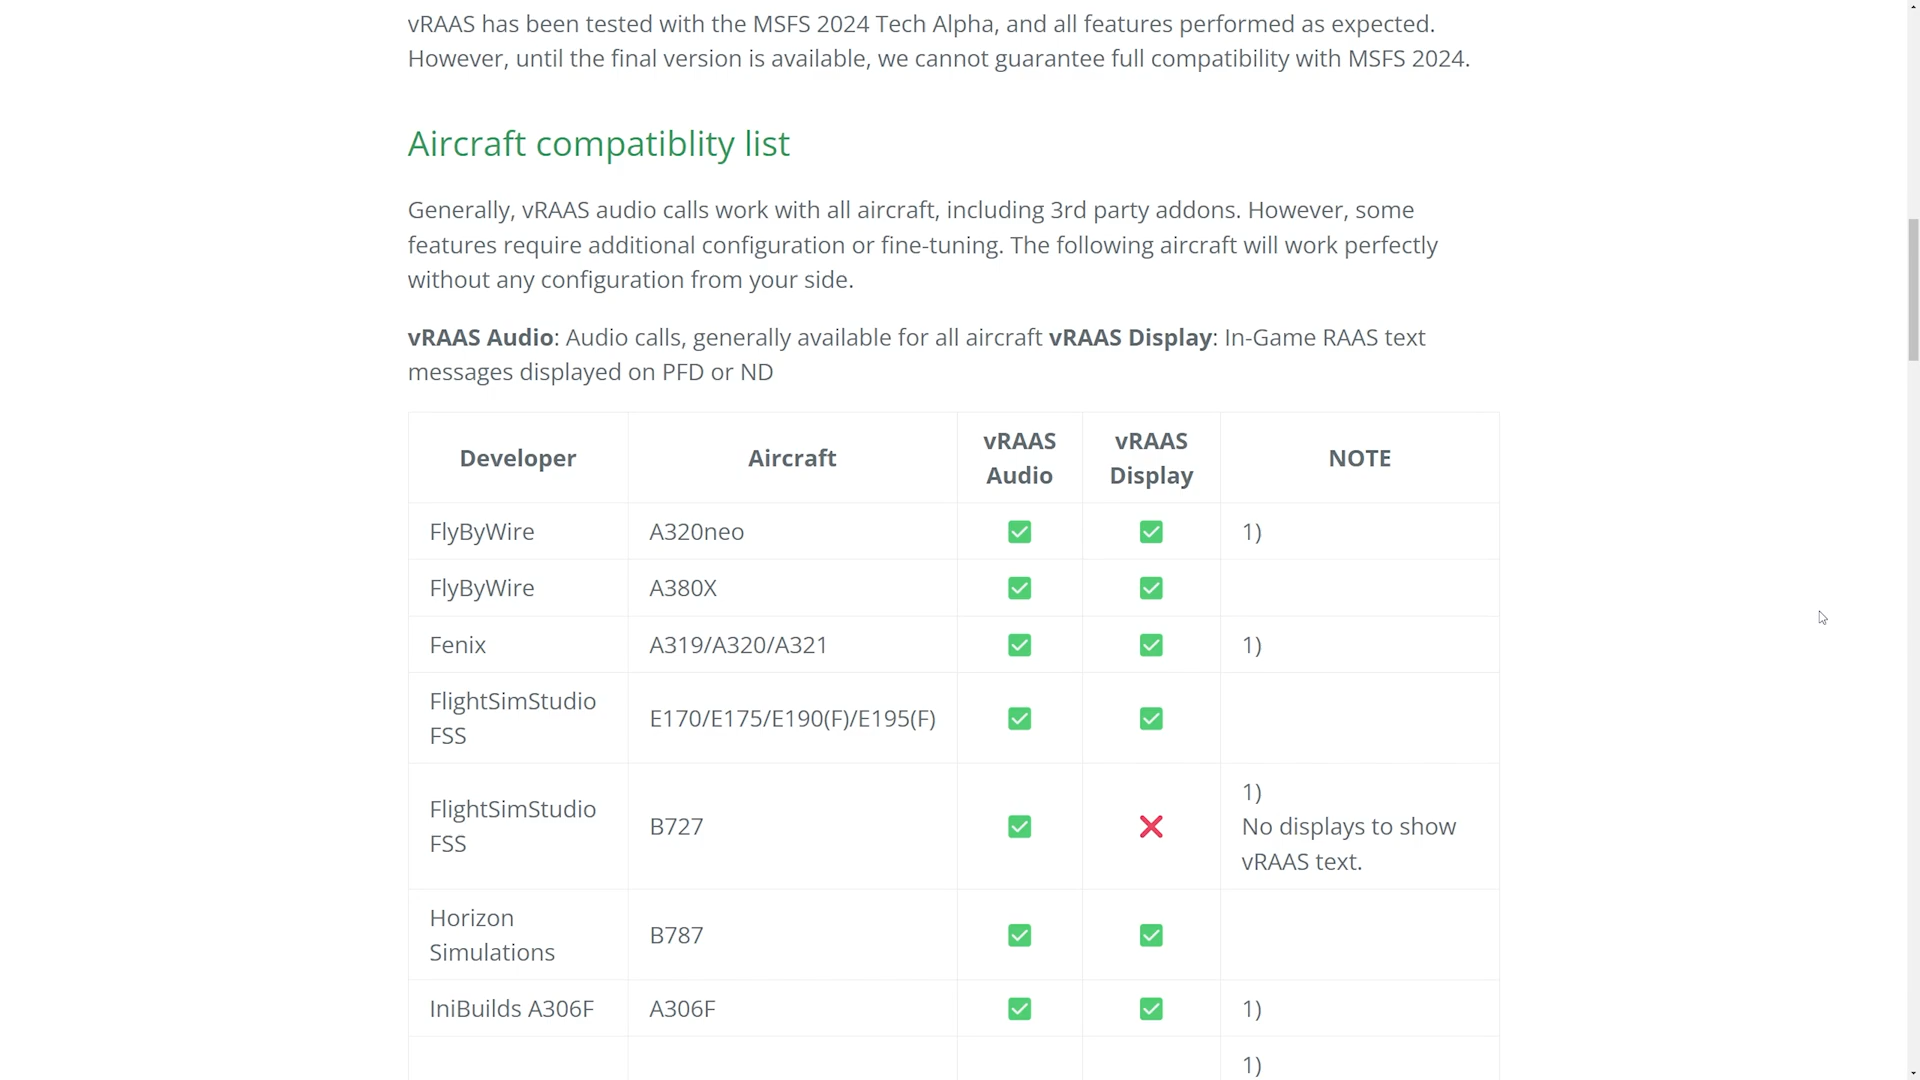 vRAAS has been tested with the MSFS 2024 Tech Alpha, and all features performed as expected.
However, until the final version is available, we cannot guarantee full compatibility with MSFS 2024.
Aircraft compatiblity list
Generally, vRAAS audio calls work with all aircraft, including 3rd party addons. However, some
features require additional configuration or fine-tuning. The following aircraft will work perfectly
without any configuration from your side.
vRAAS Audio: Audio calls, generally available for all aircraft vRAAS Display: In-Game RAAS text
messages displayed on PFD or ND
Developer Aircraft vRAAS Audio vRAAS Display NOTE
FlyByWire A320neo ✅ ✅ 1)
FlyByWire A380X ✅ ✅
Fenix A319/A320/A321 ✅ ✅ 1)
FlightSimStudio
FSS
E170/E175/E190(F)/E195(F) ✅ ✅
FlightSimStudio
FSS
B727 ✅ ❌
1)
No displays to show
vRAAS text.
Horizon
Simulations
B787 ✅ ✅
IniBuilds A306F A306F ✅ ✅ 1)
1)